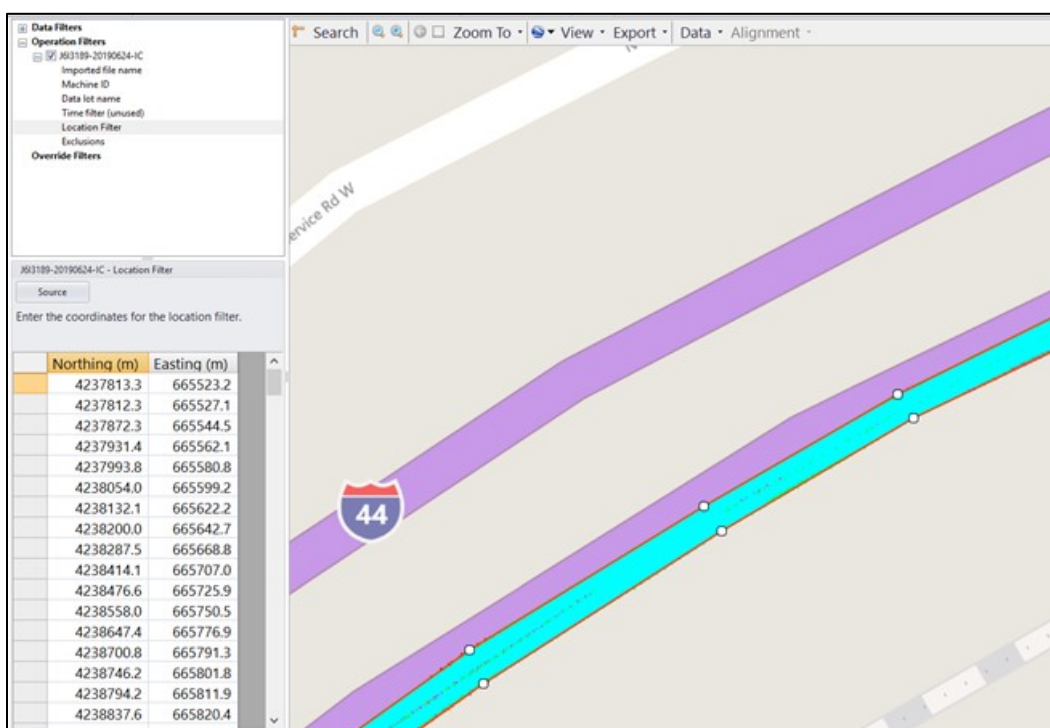 Data Filters
Operation Filters
J6I3189-20190624-IC
Imported file name
Machine ID
Data lot name
Time filter (unused)
Location Filter
Exclusions
Override Filters
J6I3189-20190624-IC - Location Filter
Source
Enter the coordinates for the location filter.
Northing (m) Easting (m)
4237813.3 665523.2
4237812.3 665527.1
4237872.3 665544.5
4237931.4 665562.1
4237993.8 665580.8
4238054.0 665599.2
4238132.1 665622.2
4238200.0 665642.7
4238287.5 665668.8
4238414.1 665707.0
4238476.6 665725.9
4238558.0 665750.5
4238647.4 665776.9
4238700.8 665791.3
4238746.2 665801.8
4238794.2 665811.9
4238837.6 665820.4
Search Zoom To View Export Data Alignment
ervice Rd W
44